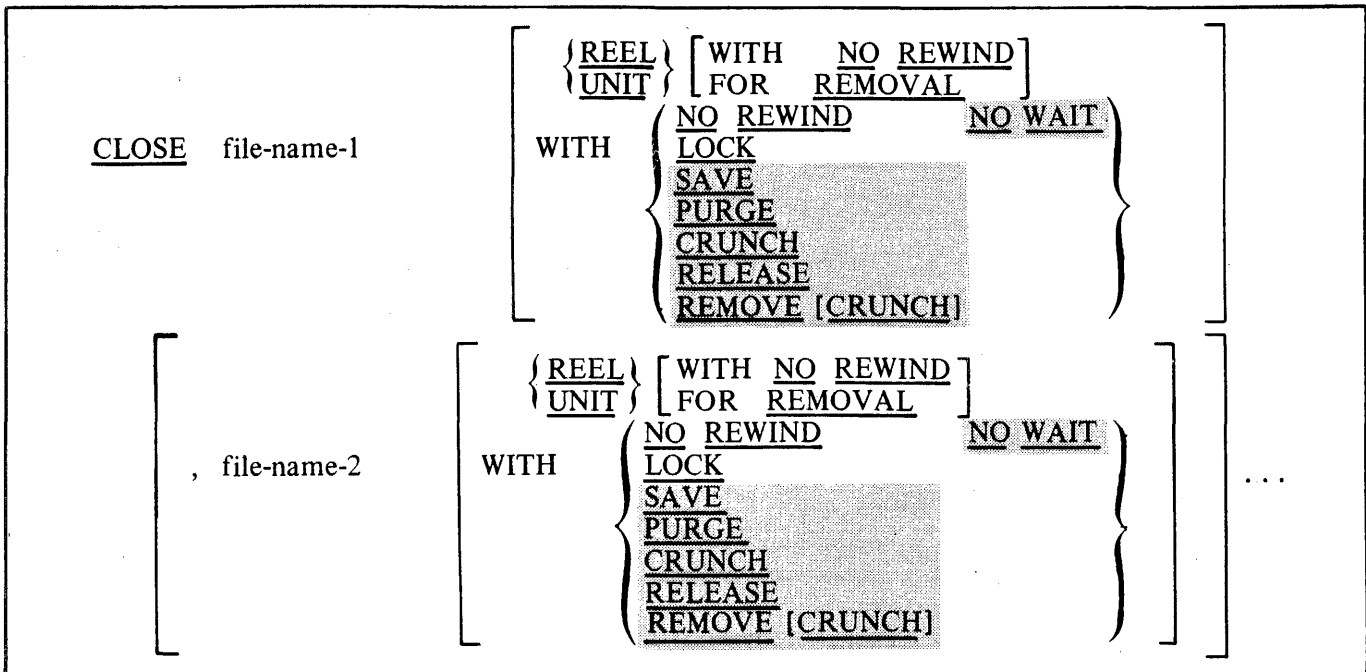 REEL WITH NO REWIND
UNIT FOR REMOVAL
NO REWIND NO WAIT
CLOSE file-name-1 WITH LOCK
SAVE
PURGE
CRUNCH
RELEASE
REMOVE [CRUNCH]
REEL WITH NO REWIND
UNIT FOR REMOVAL
NO REWIND NO WAIT
, file-name-2 WITH LOCK ...
SAVE
PURGE
CRUNCH
RELEASE
REMOVE [CRUNCH]